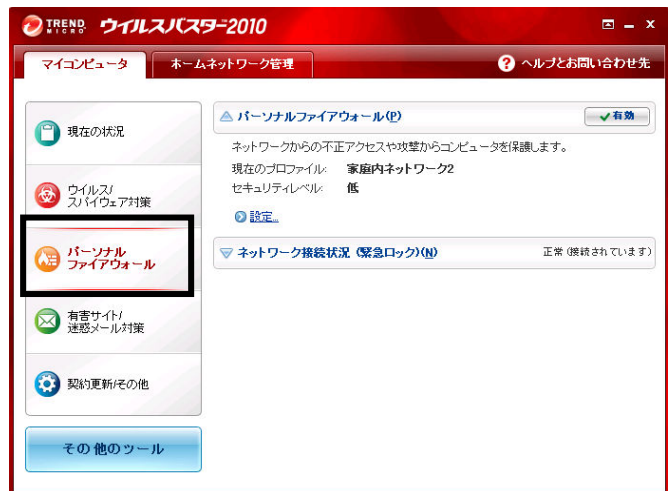 TREND MICRO ウイルスバスター2010
マイコンピュータ
ホームネットワーク管理
? ヘルプとお問い合わせ先
現在の状況
ウイルス/
スパイウェア対策
パーソナル
ファイアウォール
有害サイト/
迷惑メール対策
契約更新/その他
その他のツール
パーソナルファイアウォール(P)
有効
ネットワークからの不正アクセスや攻撃からコンピュータを保護します。
現在のプロファイル: 家庭内ネットワーク2
セキュリティレベル: 低
設定...
ネットワーク接続状況 (緊急ロック)(N)
正常 (接続されています)